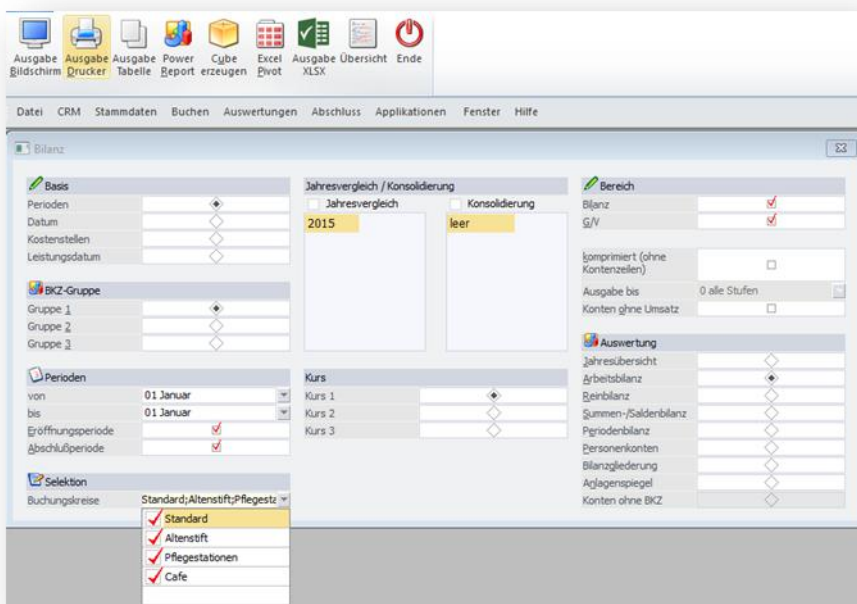 Ausgabe Bildschirm
Ausgabe Drucker
Ausgabe Tabelle
Power Report
Cube erzeugen
Excel Pivot
Ausgabe XLSX
Übersicht
Ende
Datei CRM Stammdaten Buchen Auswertungen Abschluss Applikationen Fenster Hilfe
Bilanz
Basis
Perioden
Datum
Kostenstellen
Leistungsdatum
BKZ-Gruppe
Gruppe 1
Gruppe 2
Gruppe 3
Perioden
von 01 Januar
bis 01 Januar
Eröffnungsperiode
Abschlußperiode
Selektion
Buchungskreise Standard;Altenstift;Pflegesta
Standard
Altenstift
Pflegestationen
Cafe
Jahresvergleich / Konsolidierung
Jahresvergleich Konsolidierung
2015 leer
Kurs
Kurs 1
Kurs 2
Kurs 3
Bereich
Bilanz
G/V
komprimiert (ohne
Kontenzeilen)
Ausgabe bis 0 alle Stufen
Konten ohne Umsatz
Auswertung
Jahresübersicht
Arbeitsbilanz
Reinbilanz
Summen-/Saldenbilanz
Periodenbilanz
Personenkonten
Bilanzgliederung
Anlagenspiegel
Konten ohne BKZ